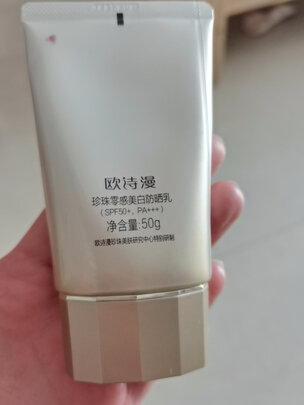 欧诗漫
珍珠零感美白防晒乳
（SPF50+，PA+++）
净含量:50g
欧诗漫珍珠美肤研究中心特别研制